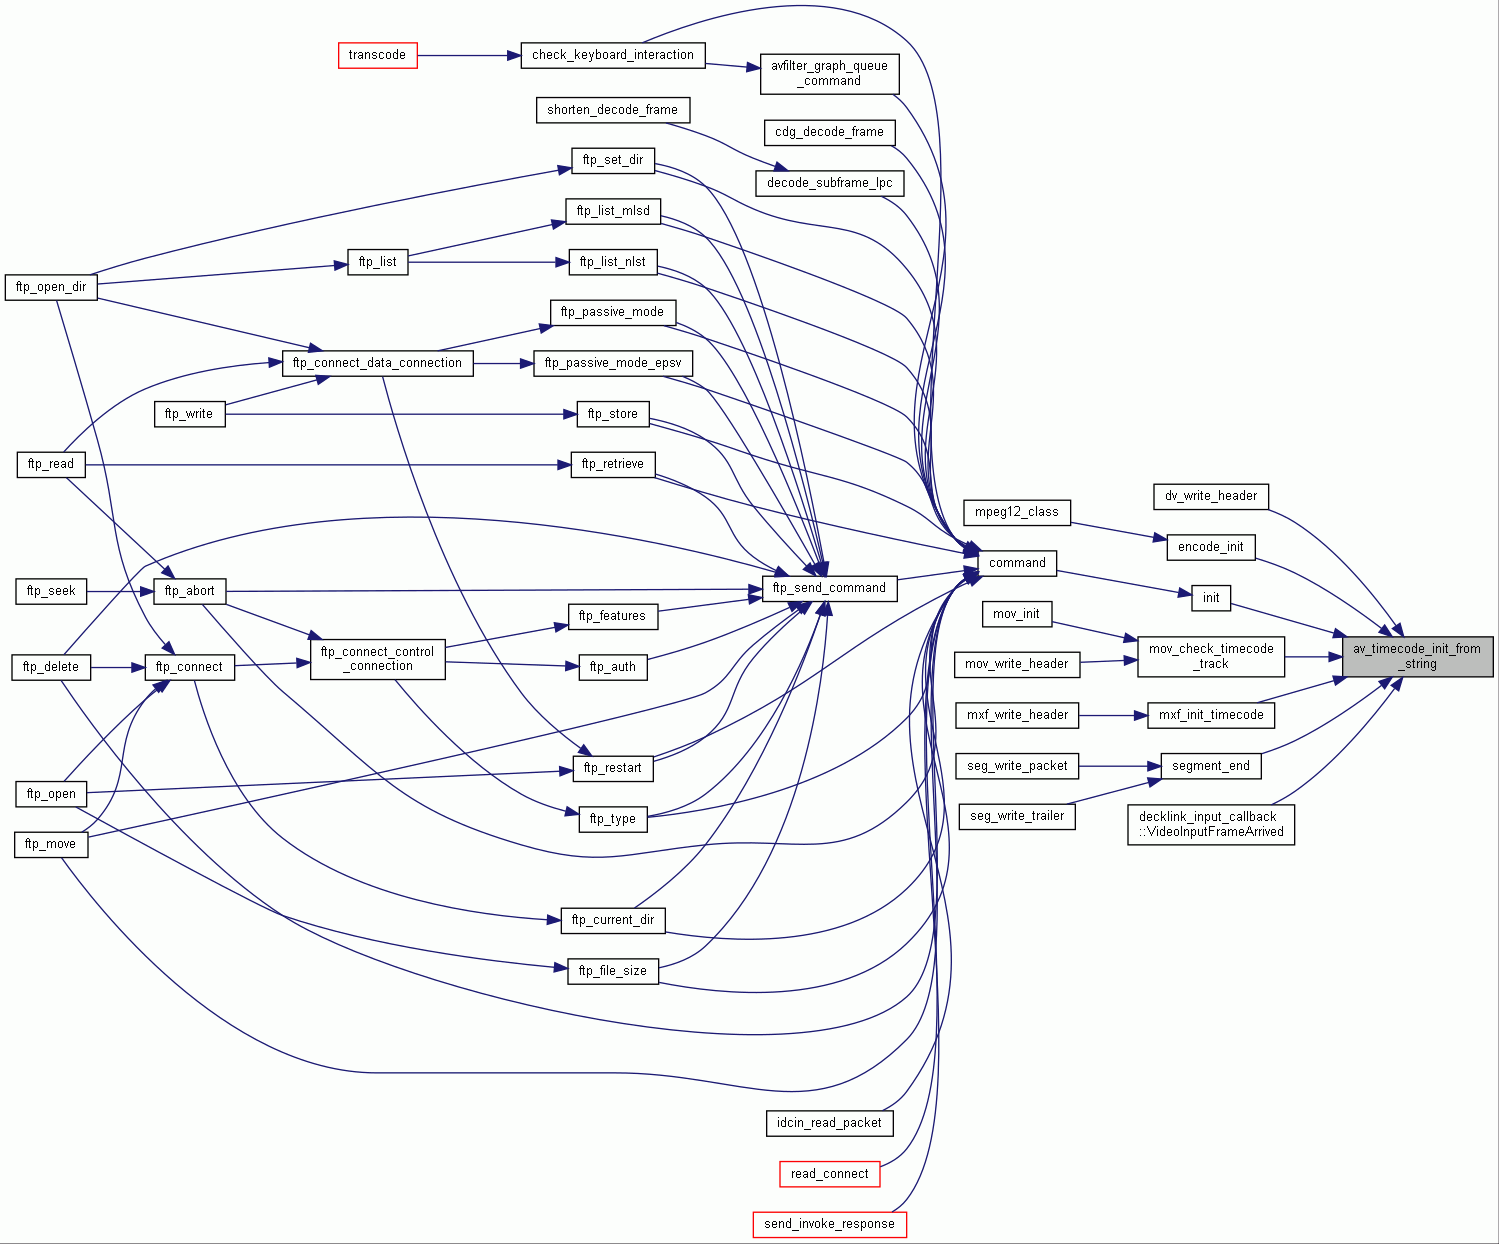 transcode
check_keyboard_interaction
avfilter_graph_queue
_command
shorten_decode_frame
cdg_decode_frame
ftp_set_dir
decode_subframe_lpc
ftp_list_mlsd
ftp_list
ftp_list_nlst
ftp_open_dir
ftp_passive_mode
ftp_connect_data_connection
ftp_passive_mode_epsv
ftp_write
ftp_store
ftp_read
ftp_retrieve
dv_write_header
mpeg12_class
encode_init
command
ftp_seek
ftp_abort
ftp_send_command
init
ftp_features
mov_init
ftp_delete
ftp_connect
ftp_connect_control
_connection
ftp_auth
mov_write_header
mov_check_timecode
_track
av_timecode_init_from
_string
mxf_write_header
mxf_init_timecode
ftp_restart
seg_write_packet
segment_end
ftp_open
ftp_type
seg_write_trailer
decklink_input_callback
::VideoInputFrameArrived
ftp_move
ftp_current_dir
ftp_file_size
idcin_read_packet
read_connect
send_invoke_response